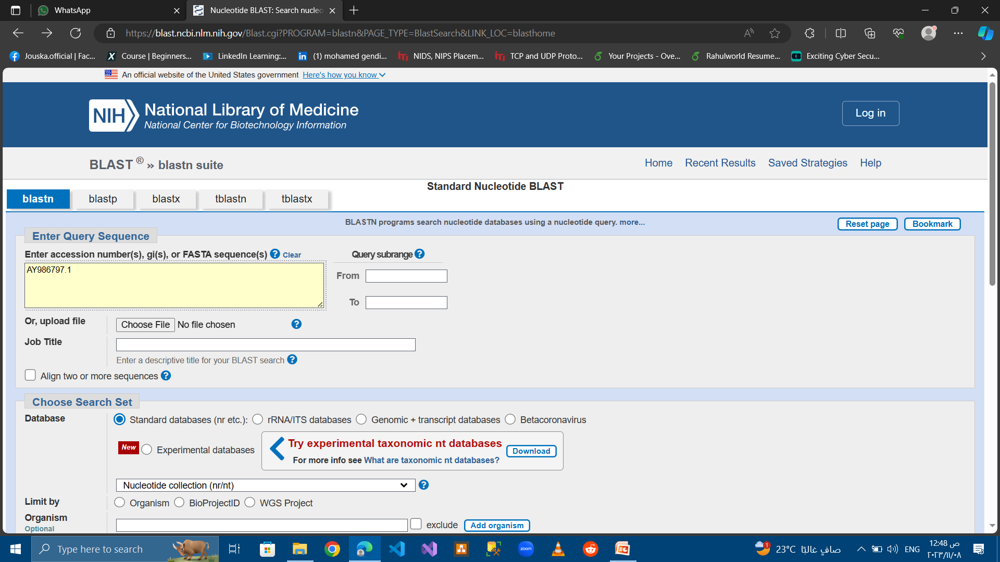 WhatsApp
Nucleotide BLAST: Search nucleo
https://blast.ncbi.nlm.nih.gov/Blast.cgi?PROGRAM=blastn&PAGE_TYPE=BlastSearch&LINK_LOC=blasthome
Jouska.official | Fac... Course | Beginners... LinkedIn Learning:... (1) mohamed gendi... NIDS, NIPS Placem... TCP and UDP Proto... Your Projects - Ove... Rahulworld Resume... Exciting Cyber Secu...
An official website of the United States government Here's how you know
NIH National Library of Medicine
National Center for Biotechnology Information
Log in
BLAST ® » blastn suite
Home Recent Results Saved Strategies Help
Standard Nucleotide BLAST
blastn blastp blastx tblastn tblastx
BLASTN programs search nucleotide databases using a nucleotide query. more...
Reset page Bookmark
Enter Query Sequence
Enter accession number(s), gi(s), or FASTA sequence(s) ? Clear
Query subrange ?
AY986797.1
From
To
Or, upload file Choose File No file chosen ?
Job Title
Enter a descriptive title for your BLAST search ?
Align two or more sequences ?
Choose Search Set
Database Standard databases (nr etc.): rRNA/ITS databases Genomic + transcript databases Betacoronavirus
New Experimental databases
Try experimental taxonomic nt databases
For more info see What are taxonomic nt databases?
Download
Nucleotide collection (nr/nt) ?
Limit by Organism BioProjectID WGS Project
Organism
Optional
exclude Add organism
Type here to search
zoom
1
23°C صافٍ غالبًا
ENG
12:48 ص
٢٠٢٣/١١/٠٨